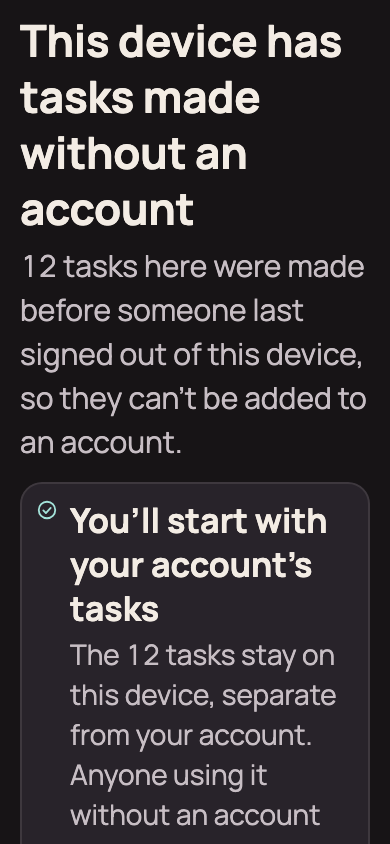 This device has
tasks made
without an
account
12 tasks here were made
before someone last
signed out of this device,
so they can’t be added to
an account.
You’ll start with
your account’s
tasks
The 12 tasks stay on
this device, separate
from your account.
Anyone using it
without an account